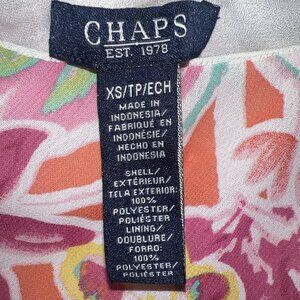 CHAPS
EST. 1978
XS/TP/ECH
MADE IN
INDONESIA/
FABRIQUÉ EN
INDONÉSIE/
HECHO EN
INDONESIA
SHELL/
EXTÉRIEUR/
TELA EXTERIOR:
100%
POLYESTER/
POLIÉSTER
LINING/
DOUBLURE/
FORRO:
100%
POLYESTER/
POLIÉSTER